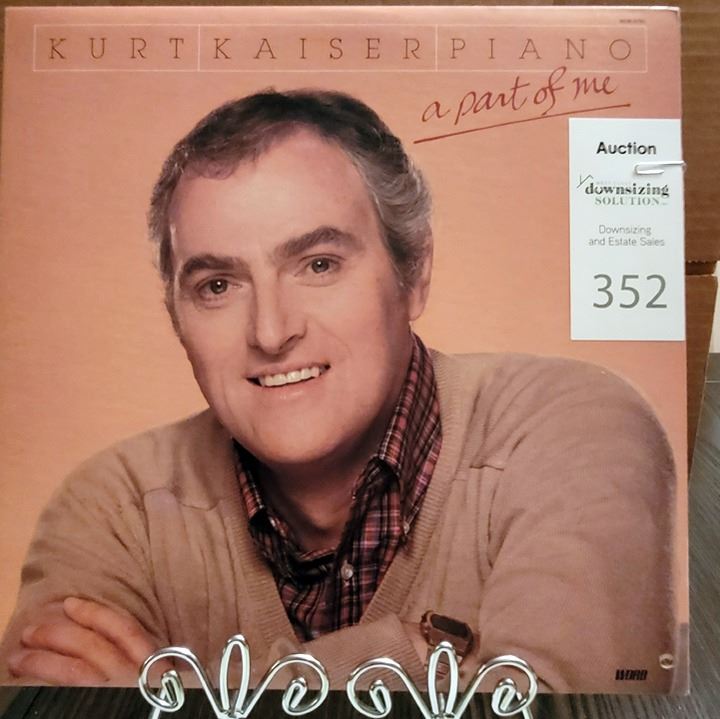 KURT KAISER PIANO
a part of me
Auction
downsizing
SOLUTION
Downsizing
and Estate Sales
352
WORD